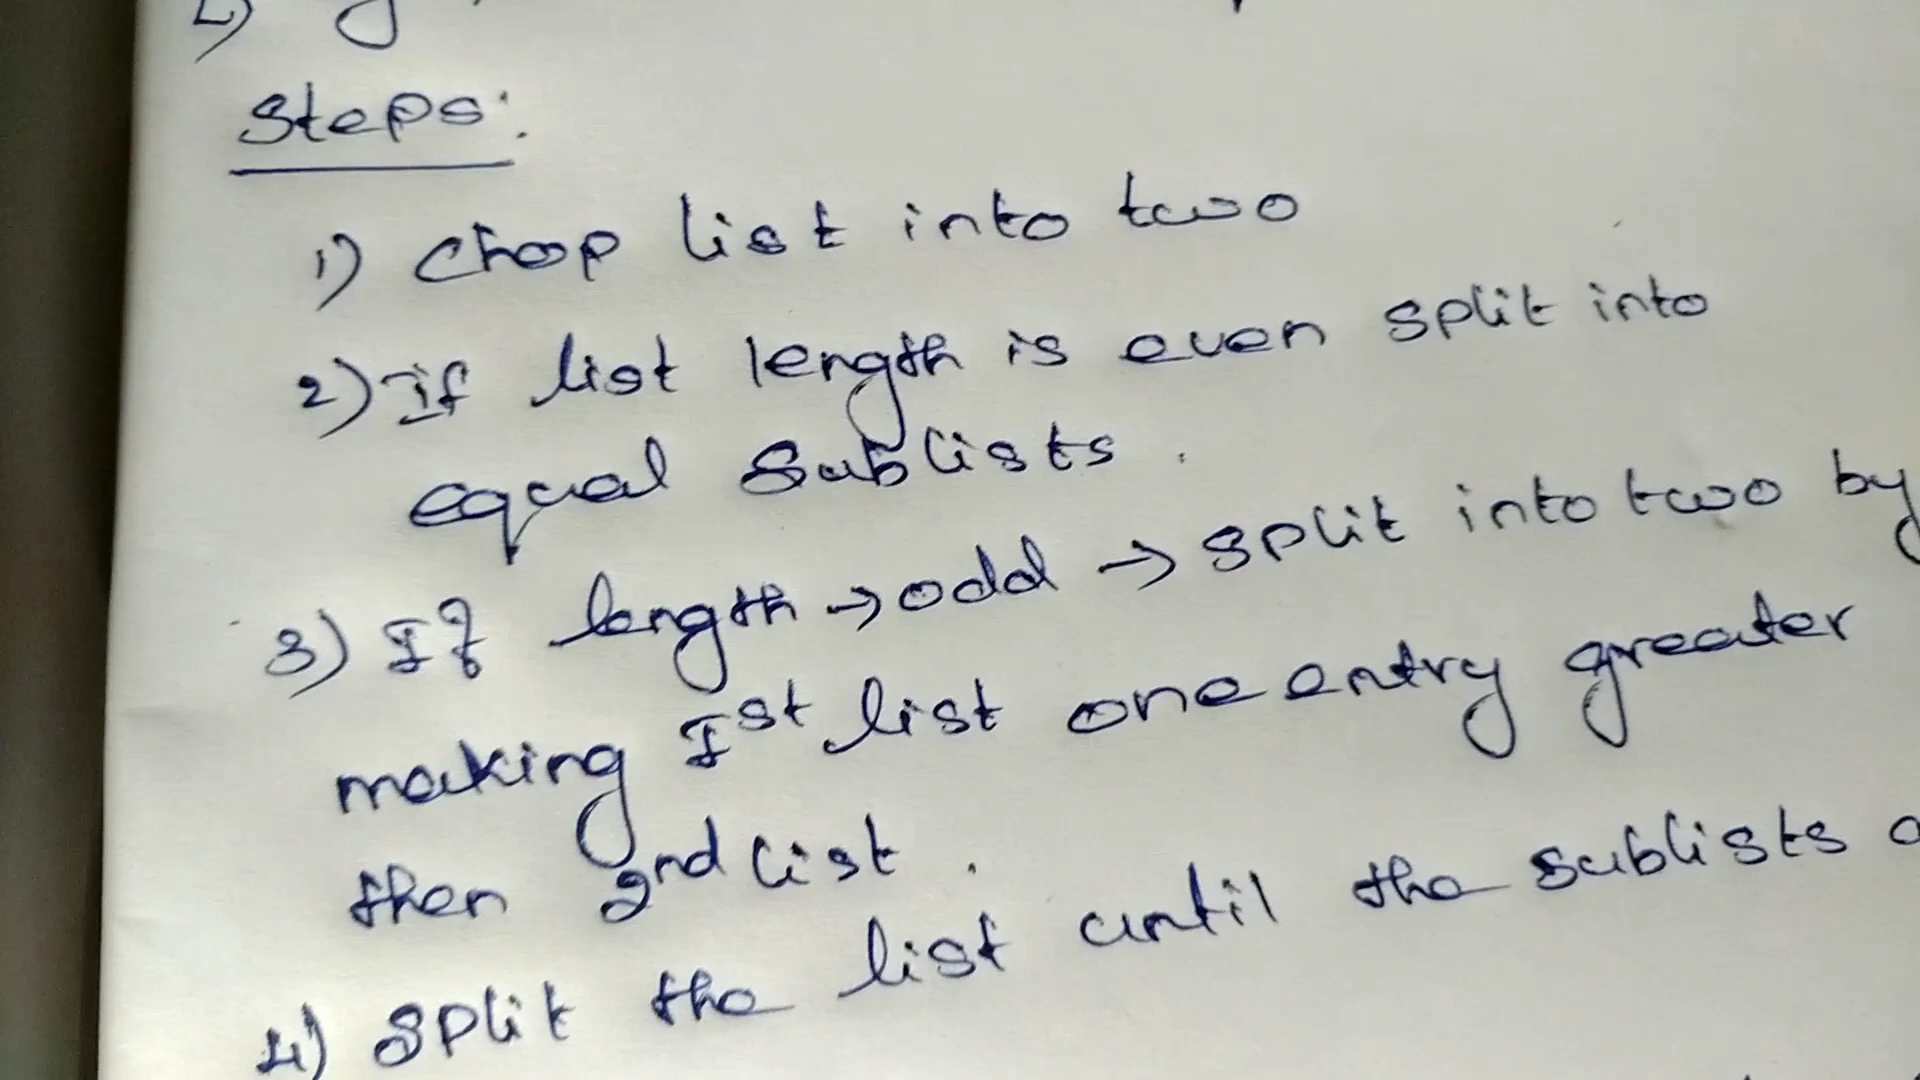 Steps:
1) Chop list into two
2) If list length is even split into
equal Sublists.
3) If length → odd → split into two by
making Ist list one entry greater
then 2nd list.
4) Split the list until the sublists